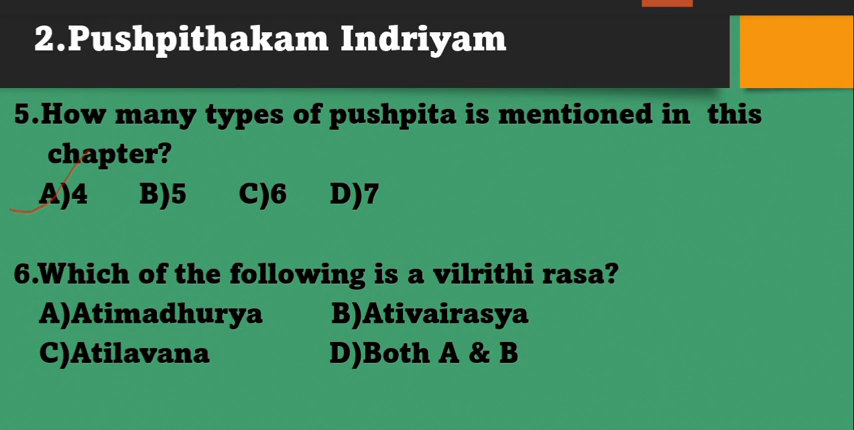 2.Pushpithakam Indriyam
5.How many types of pushpita is mentioned in this
chapter?
A)4 B)5 C)6 D)7
6.Which of the following is a vilrithi rasa?
A)Atimadhurya B)Ativairasya
C)Atilavana D)Both A & B